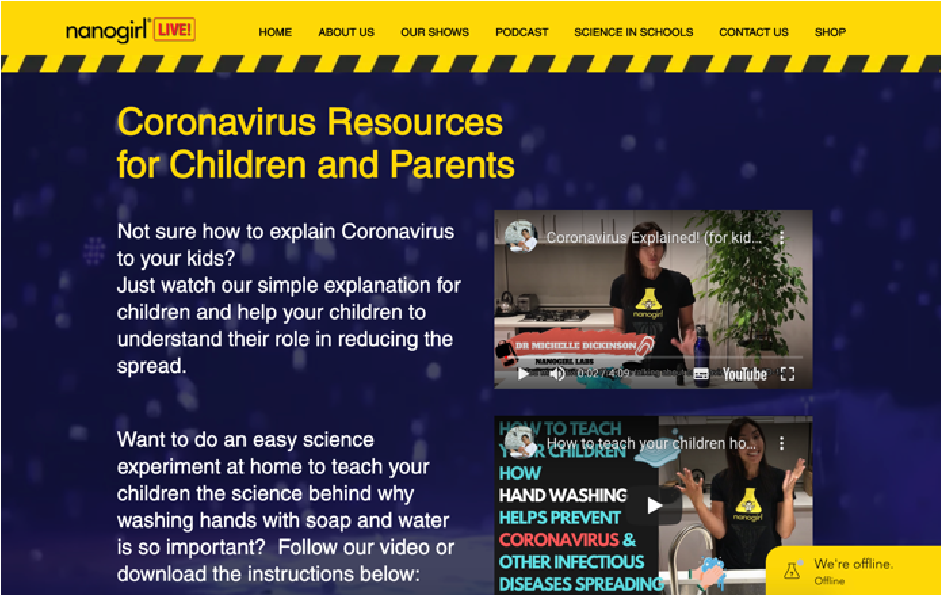 nanogirl LIVE!
HOME ABOUT US OUR SHOWS PODCAST SCIENCE IN SCHOOLS CONTACT US SHOP
Coronavirus Resources
for Children and Parents
Not sure how to explain Coronavirus
to your kids?
Just watch our simple explanation for
children and help your children to
understand their role in reducing the
spread.
Coronavirus Explained! (for kid...
nanogirl
DR MICHELLE DICKINSON
NANOGIRL LABS
0:02 / 4:09
YouTube
Want to do an easy science
experiment at home to teach your
children the science behind why
washing hands with soap and water
is so important? Follow our video or
download the instructions below:
How to teach your children ho...
HOW TO TEACH
YOUR CHILDREN
HOW
HAND WASHING
HELPS PREVENT
CORONAVIRUS &
OTHER INFECTIOUS
DISEASES SPREADING
nanogirl
We're offline.
Offline